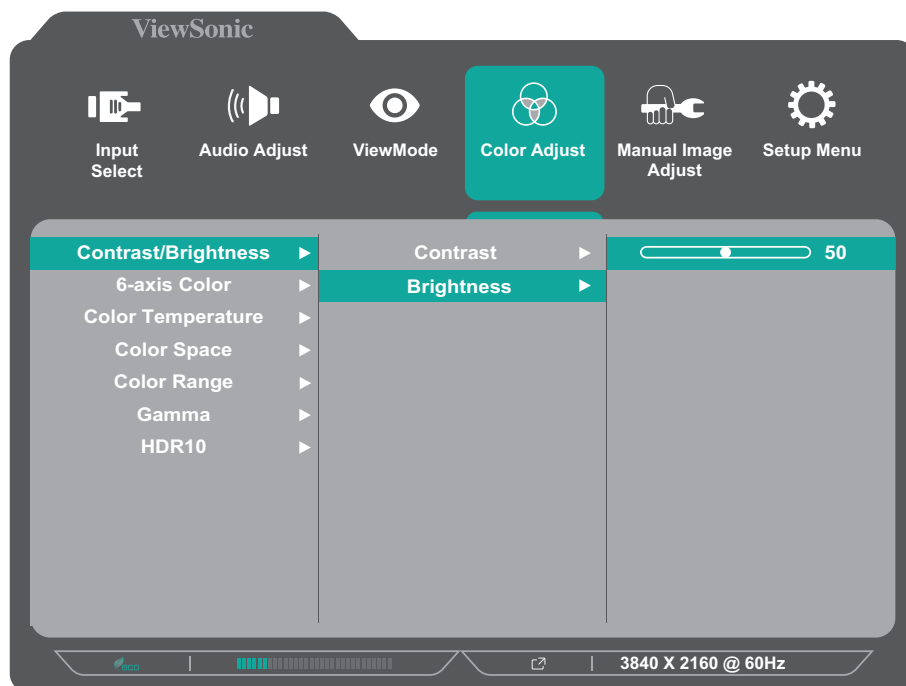 ViewSonic
Input
Select
Audio Adjust
ViewMode
Color Adjust
Manual Image
Adjust
Setup Menu
Contrast/Brightness
6-axis Color
Color Temperature
Color Space
Color Range
Gamma
HDR10
Contrast
Brightness
50
eco
3840 X 2160 @ 60Hz